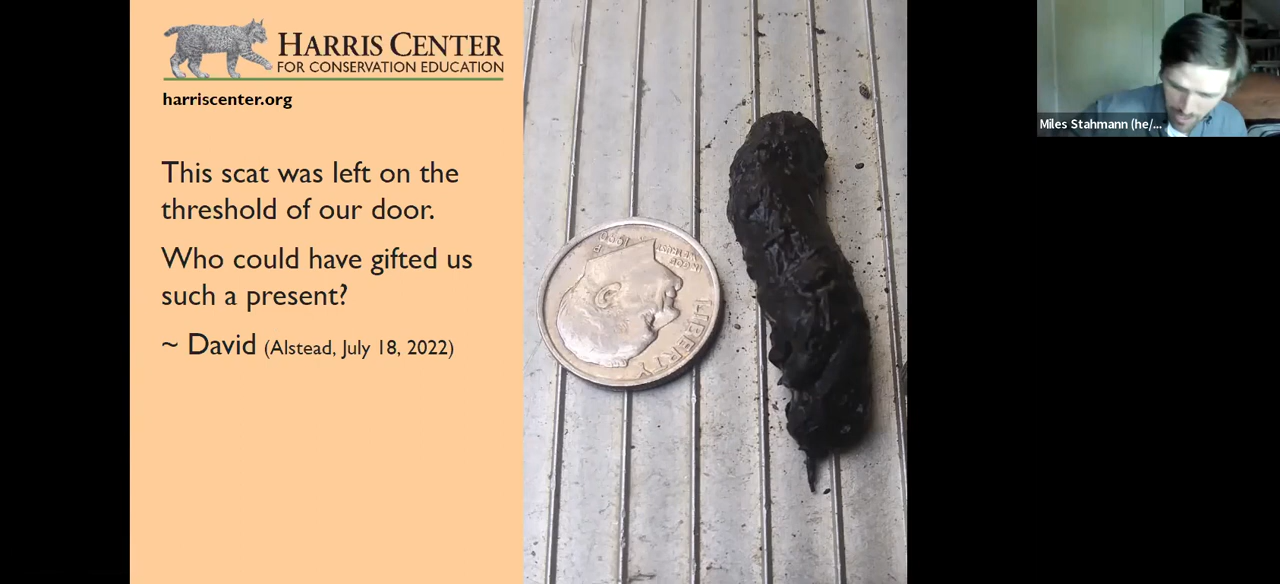 HARRIS CENTER
FOR CONSERVATION EDUCATION
harriscenter.org
This scat was left on the
threshold of our door.
Who could have gifted us
such a present?
~ David (Alstead, July 18, 2022)
LIBERTY
Miles Stahmann (he/...